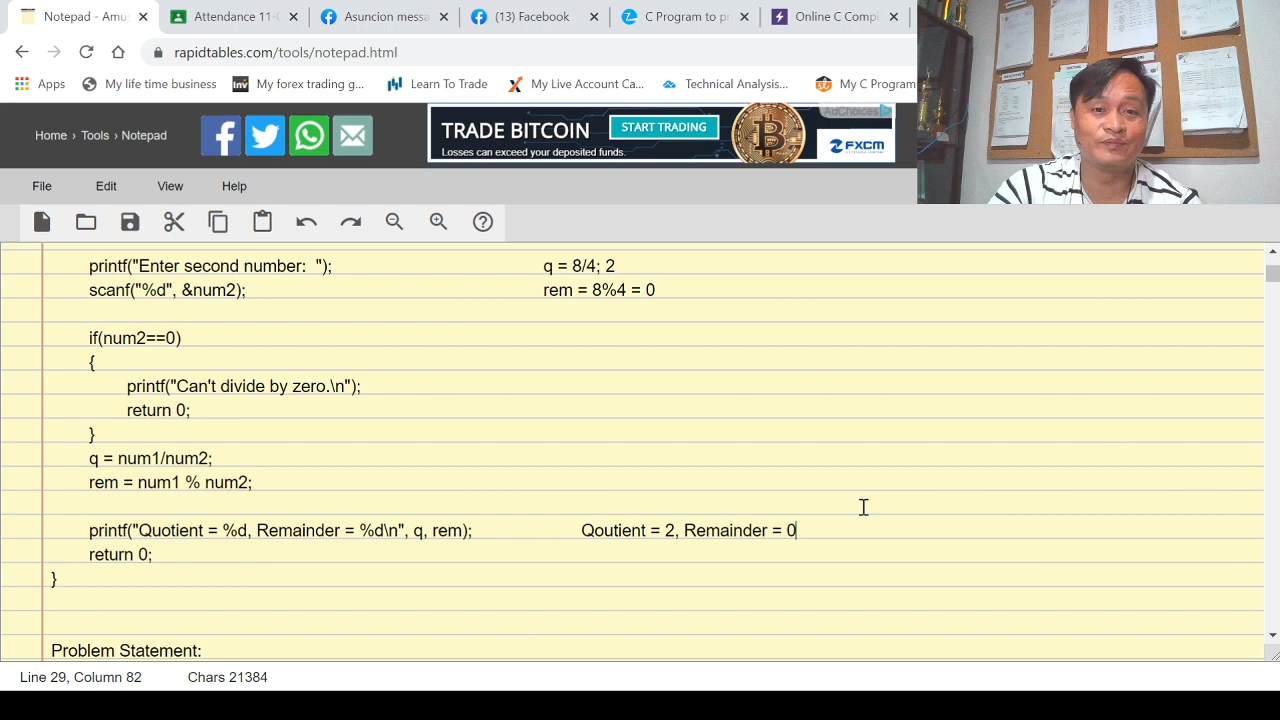 Notepad - Amu
Attendance 11-
Asuncion messa
(13) Facebook
C Program to pr
Online C Comp
rapidtables.com/tools/notepad.html
Apps
My life time business
My forex trading g...
Learn To Trade
My Live Account Ca...
Technical Analysis...
My C Program
Home › Tools › Notepad
TRADE BITCOIN
START TRADING
Losses can exceed your deposited funds.
AdChoices
FXCM
File Edit View Help
printf("Enter second number:  "); q = 8/4; 2
scanf("%d", &num2); rem = 8%4 = 0
if(num2==0)
{
printf("Can't divide by zero.\n");
return 0;
}
q = num1/num2;
rem = num1 % num2;
printf("Quotient = %d, Remainder = %d\n", q, rem); Qoutient = 2, Remainder = 0
return 0;
}
Problem Statement:
Line 29, Column 82 Chars 21384